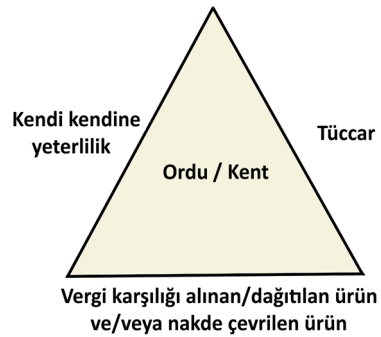 Kendi kendine
yeterlilik
Tüccar
Ordu / Kent
Vergi karşılığı alınan/dağıtılan ürün
ve/veya nakde çevrilen ürün